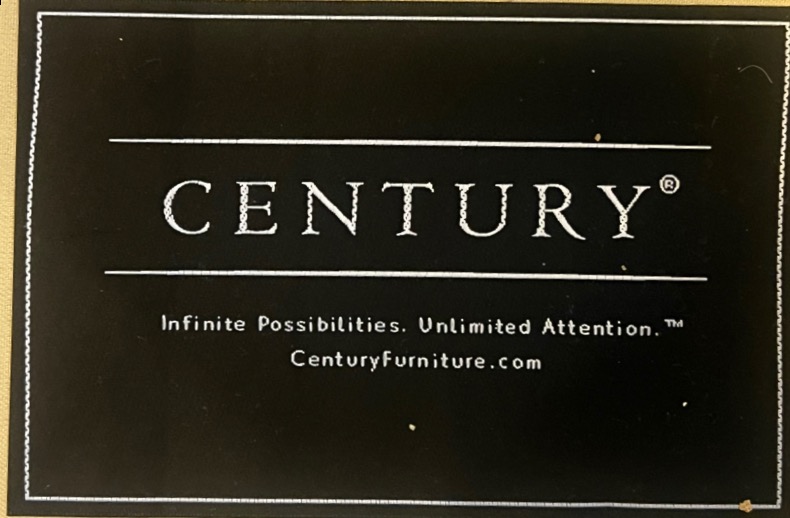 CENTURY®
Infinite Possibilities. Unlimited Attention.™
CenturyFurniture.com